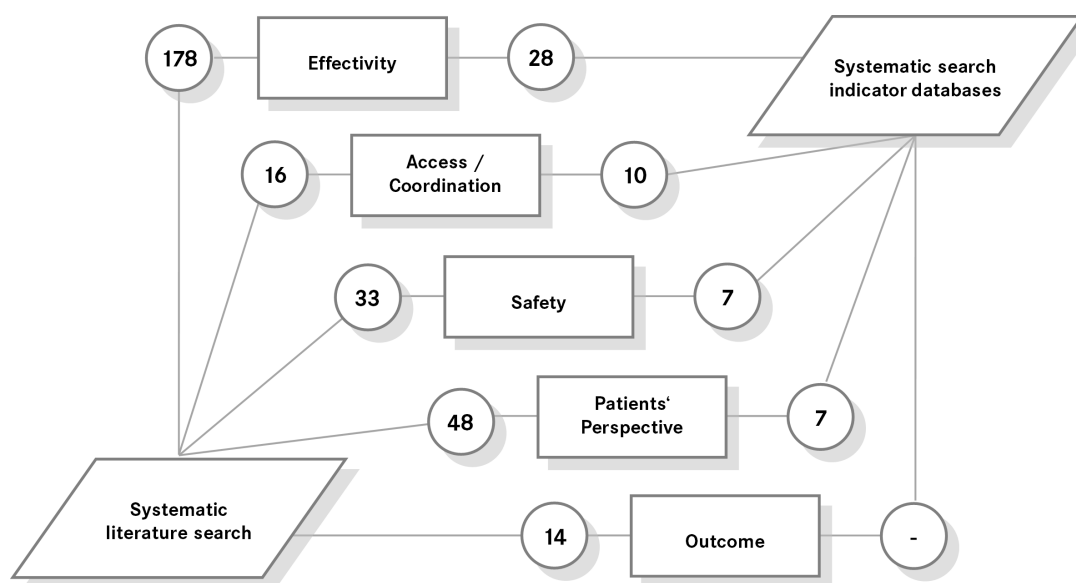 178
Effectivity
28
Systematic search
indicator databases
16
Access /
Coordination
10
33
Safety
7
48
Patients‘
Perspective
7
Systematic
literature search
14
Outcome
-